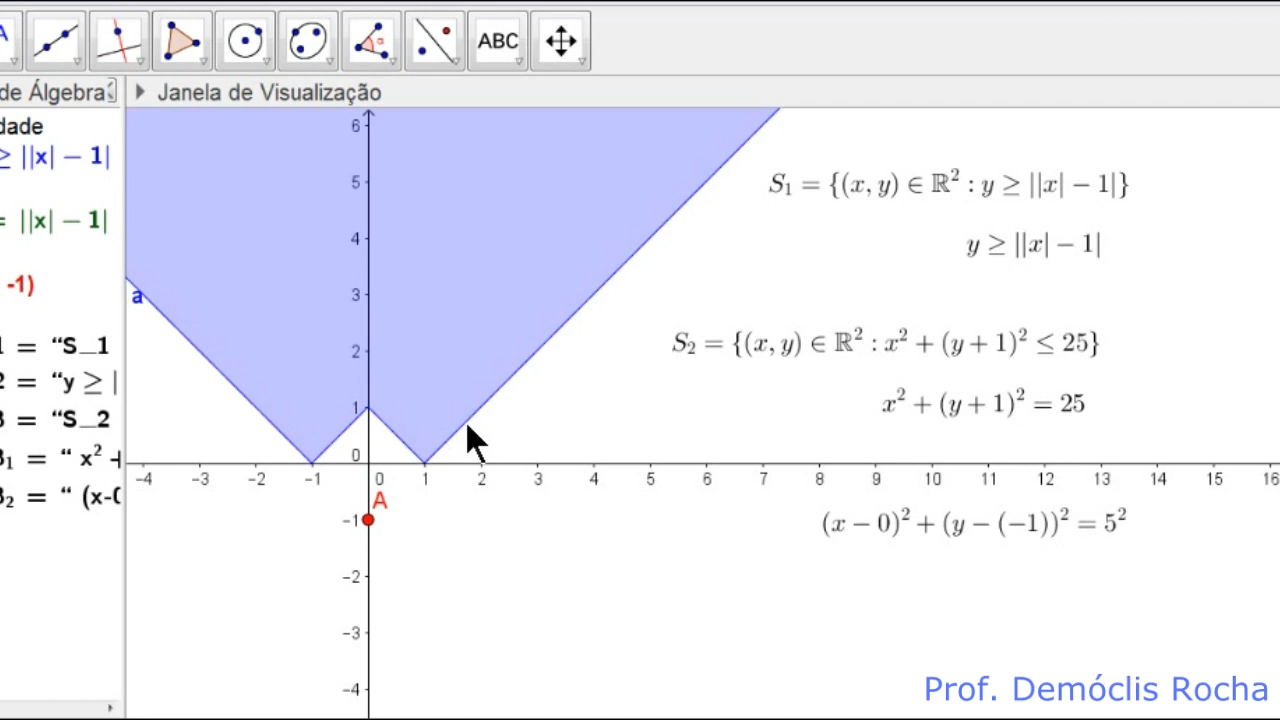 A
ABC
de Álgebra
Janela de Visualização
dade
≥ ||x| − 1|
= ||x| − 1|
-1)
1 = “S_1
2 = “y ≥ |
3 = “S_2
3₁ = “ x²
3₂ = “ (x-0
6
5
4
3
2
1
0
-1
-2
-3
-4
a
-4 -3 -2 -1 0 1 2 3 4 5 6 7 8 9 10 11 12 13 14 15 16
A
S₁ = {(x, y) ∈ ℝ² : y ≥ ||x| − 1|}
y ≥ ||x| − 1|
S₂ = {(x, y) ∈ ℝ² : x² + (y + 1)² ≤ 25}
x² + (y + 1)² = 25
(x − 0)² + (y − (−1))² = 5²
Prof. Demóclis Rocha